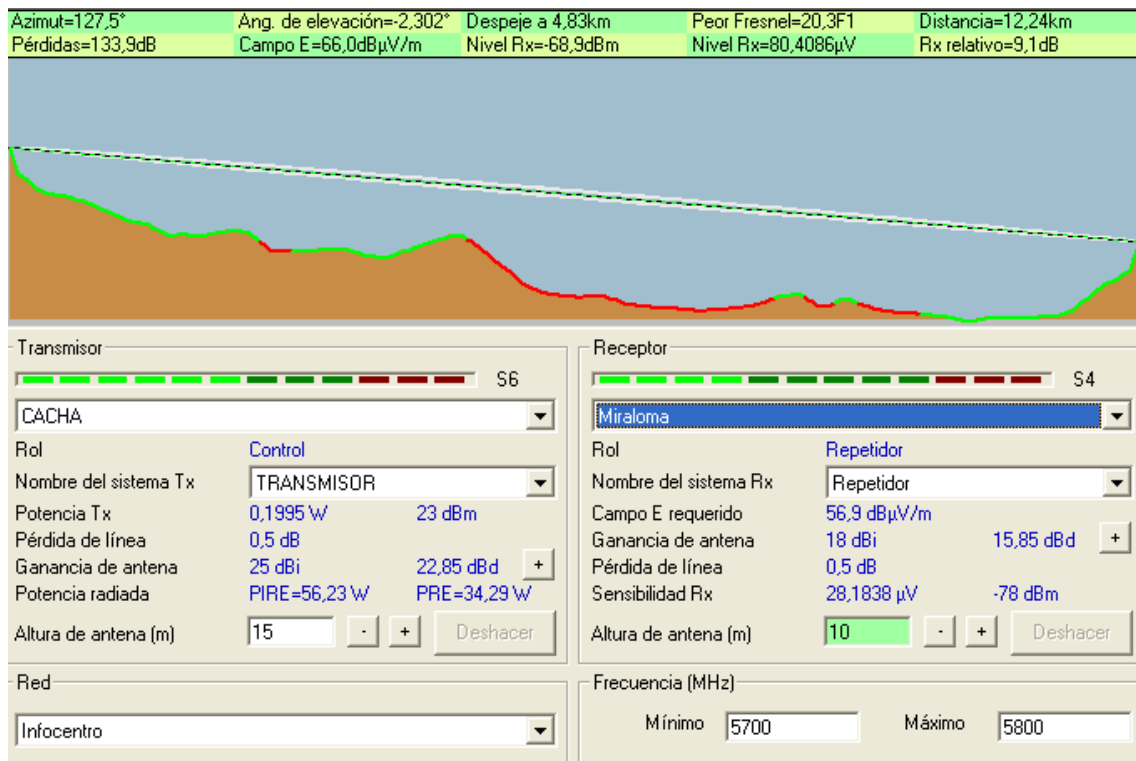 Azimut=127,5° Ang. de elevación=-2,302° Despeje a 4,83km Peor Fresnel=20,3F1 Distancia=12,24km
Pérdidas=133,9dB Campo E=66,0dBµV/m Nivel Rx=-68,9dBm Nivel Rx=80,4086µV Rx relativo=9,1dB
Transmisor Receptor
S6 S4
CACHA Miraloma
Rol Control Rol Repetidor
Nombre del sistema Tx TRANSMISOR Nombre del sistema Rx Repetidor
Potencia Tx 0,1995 W 23 dBm Campo E requerido 56,9 dBµV/m
Pérdida de línea 0,5 dB Ganancia de antena 18 dBi 15,85 dBd +
Ganancia de antena 25 dBi 22,85 dBd + Pérdida de línea 0,5 dB
Potencia radiada PIRE=56,23 W PRE=34,29 W Sensibilidad Rx 28,1838 µV -78 dBm
Altura de antena (m) 15 - + Deshacer Altura de antena (m) 10 - + Deshacer
Red Frecuencia (MHz)
Infocentro Mínimo 5700 Máximo 5800